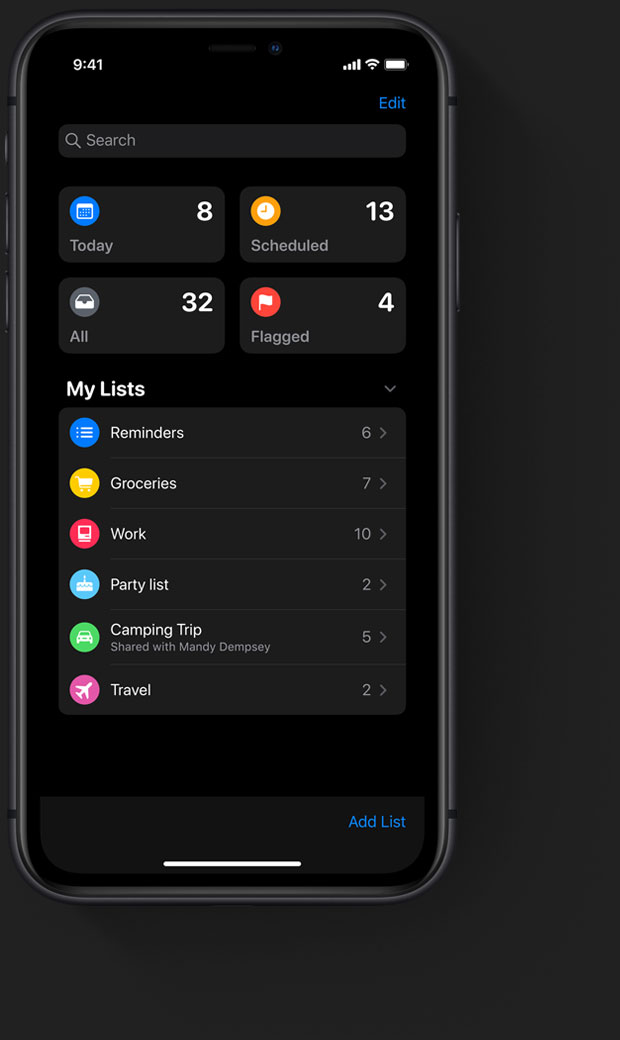 9:41
Edit
Search
8
Today
13
Scheduled
32
All
4
Flagged
My Lists
Reminders 6
Groceries 7
Work 10
Party list 2
Camping Trip 5
Shared with Mandy Dempsey
Travel 2
Add List